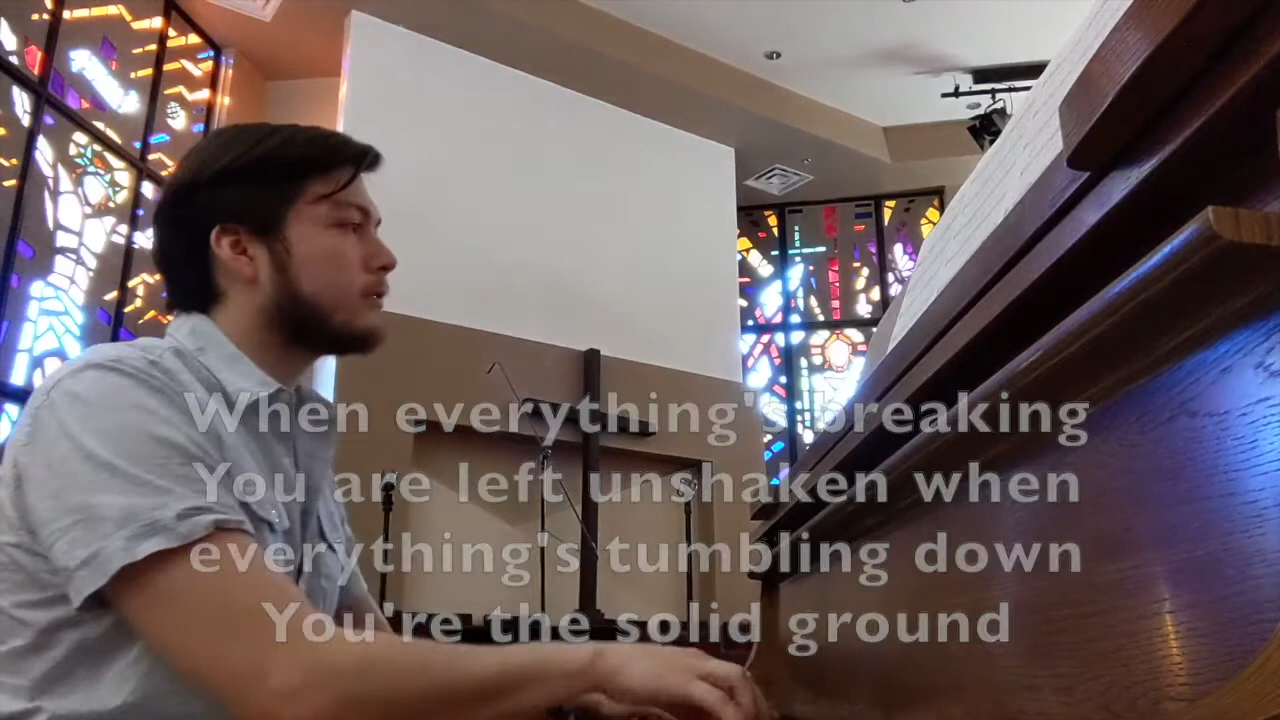 When everything's breaking
You are left unshaken when
everything's tumbling down
You're the solid ground